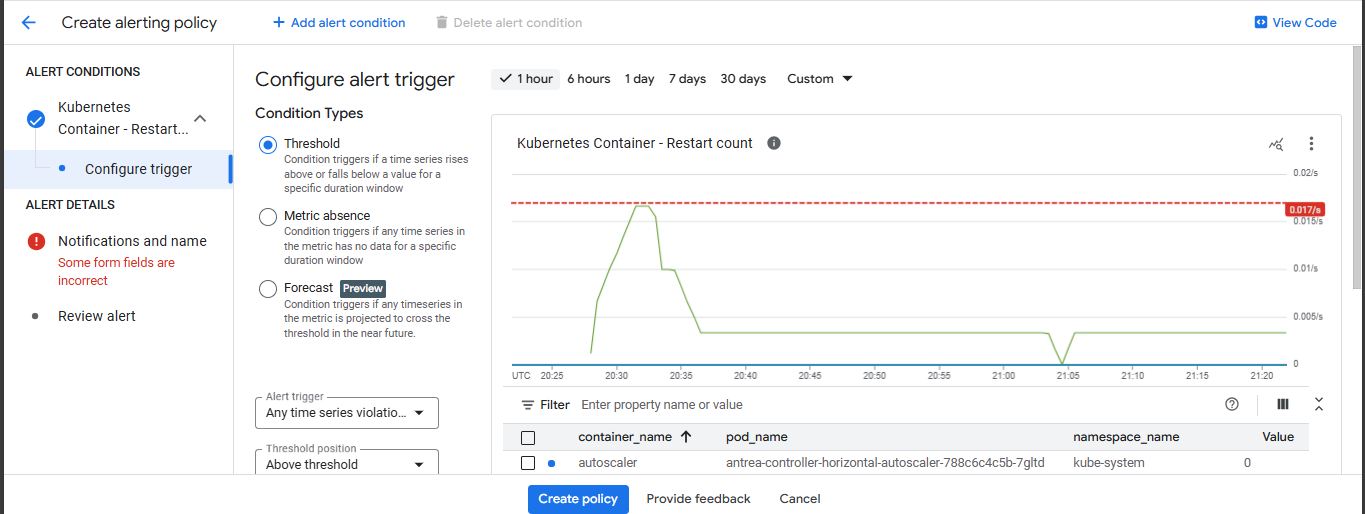 Create alerting policy
Add alert condition
Delete alert condition
View Code
ALERT CONDITIONS
Kubernetes
Container - Restart...
Configure trigger
ALERT DETAILS
Notifications and name
Some form fields are
incorrect
Review alert
Configure alert trigger
Condition Types
Threshold
Condition triggers if a time series rises
above or falls below a value for a
specific duration window
Metric absence
Condition triggers if any time series in
the metric has no data for a specific
duration window
Forecast Preview
Condition triggers if any timeseries in
the metric is projected to cross the
threshold in the near future.
Alert trigger
Any time series violatio...
Threshold position
Above threshold
1 hour 6 hours 1 day 7 days 30 days Custom
Kubernetes Container - Restart count
0.02/s
0.017/s
0.015/s
0.01/s
0.005/s
0
UTC 20:25 20:30 20:35 20:40 20:45 20:50 20:55 21:00 21:05 21:10 21:15 21:20
Filter Enter property name or value
container_name pod_name namespace_name Value
autoscaler antrea-controller-horizontal-autoscaler-788c6c4c5b-7gltd kube-system 0
Create policy Provide feedback Cancel